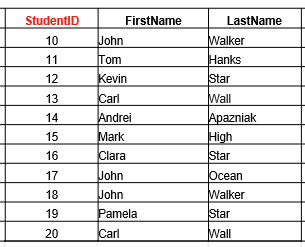 StudentID FirstName LastName
10 John Walker
11 Tom Hanks
12 Kevin Star
13 Carl Wall
14 Andrei Apazniak
15 Mark High
16 Clara Star
17 John Ocean
18 John Walker
19 Pamela Star
20 Carl Wall